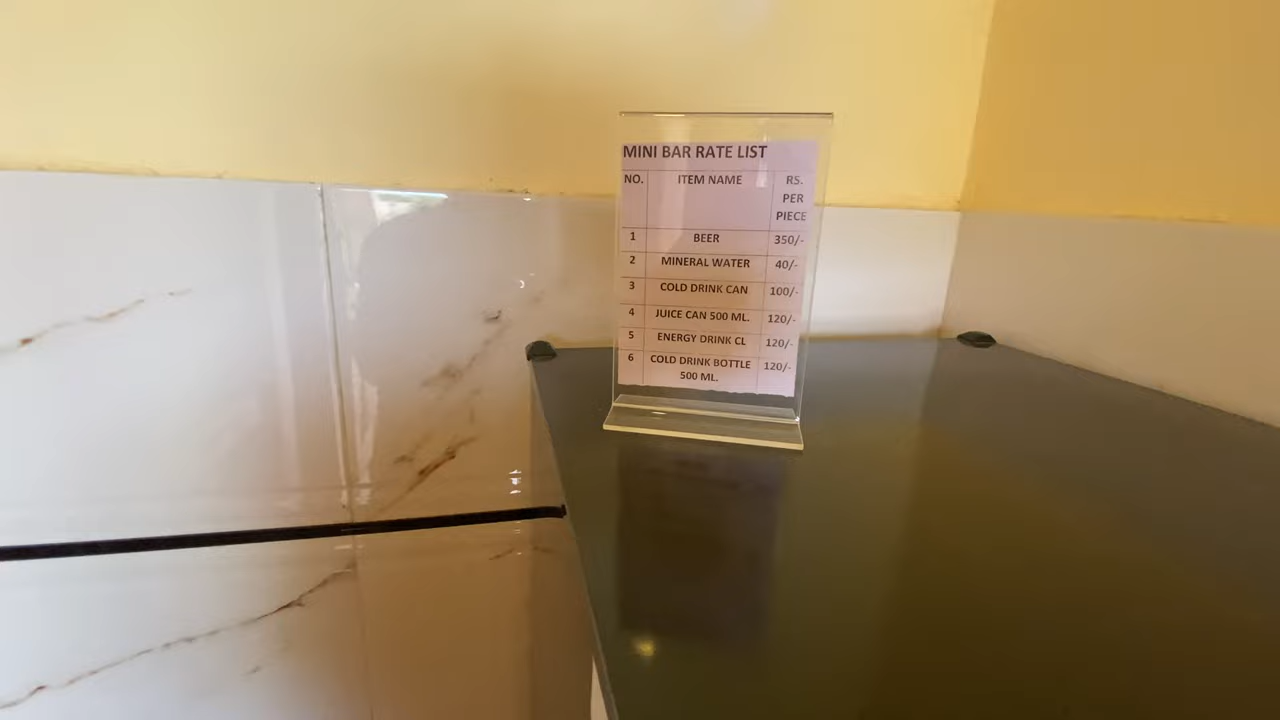 MINI BAR RATE LIST
NO. ITEM NAME RS.
PER
PIECE
1 BEER 350/-
2 MINERAL WATER 40/-
3 COLD DRINK CAN 100/-
4 JUICE CAN 500 ML. 120/-
5 ENERGY DRINK CL 120/-
6 COLD DRINK BOTTLE 120/-
500 ML.